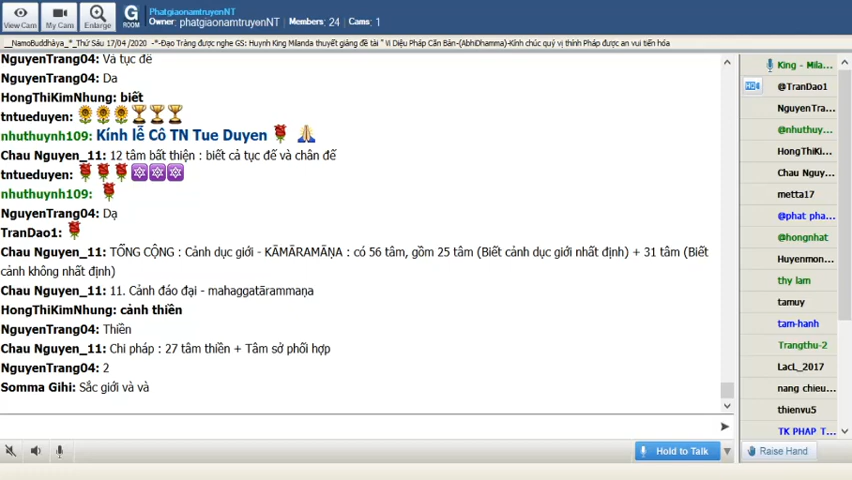 View Cam
My Cam
Enlarge
G
ROOM
PhatgiaonamtruyenNT
Owner: phatgiaonamtruyenNT
Members: 24
Cams: 1
__NamoBuddhàya_*_Thứ Sáu 17/04 /2020 -*-Đạo Tràng được nghe GS: Huynh King Milanda thuyết giảng đề tài " Vi Diệu Pháp Căn Bản-(AbhiDhamma)-Kính chúc quý vị thính Pháp được an vui tiến hóa
NguyenTrang04: Và tục đế
NguyenTrang04: Da
HongThiKimNhung: biết
tntueduyen:
nhuthuynh109: Kính lễ Cô TN Tue Duyen
Chau Nguyen_11: 12 tâm bất thiện : biết cả tục đế và chân đế
tntueduyen:
nhuthuynh109:
NguyenTrang04: Dạ
TranDao1:
Chau Nguyen_11: TỔNG CỘNG : Cảnh dục giới - KĀMĀRAMĀṆA : có 56 tâm, gồm 25 tâm (Biết cảnh dục giới nhất định) + 31 tâm (Biết
cảnh không nhất định)
Chau Nguyen_11: 11. Cảnh đáo đại - mahaggatārammaṇa
HongThiKimNhung: cảnh thiền
NguyenTrang04: Thiền
Chau Nguyen_11: Chi pháp : 27 tâm thiền + Tâm sở phối hợp
NguyenTrang04: 2
Somma Gihi: Sắc giới và và
King - Mila...
@TranDao1
NguyenTra...
@nhuthuy...
HongThiKi...
Chau Nguy...
metta17
@phat pha...
@hongnhat
Huyenmon...
thy lam
tamuy
tam-hanh
Trangthu-2
LacL_2017
nang chieu...
thienvu5
TK PHAP T...
Hold to Talk
Raise Hand